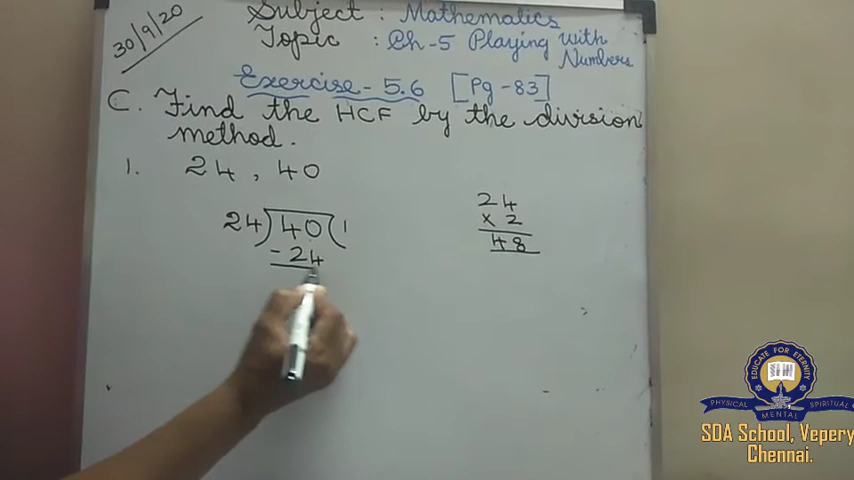 30/9/20
Subject : Mathematics
Topic : Ch-5 Playing with
Numbers
Exercise - 5.6 [Pg -83]
C. Find the HCF by the division
method.
1. 24, 40
24)40(1
- 24
24
x 2
48
EDUCATE FOR ETERNITY
PHYSICAL MENTAL SPIRITUAL
SDA School, Vepery
Chennai.